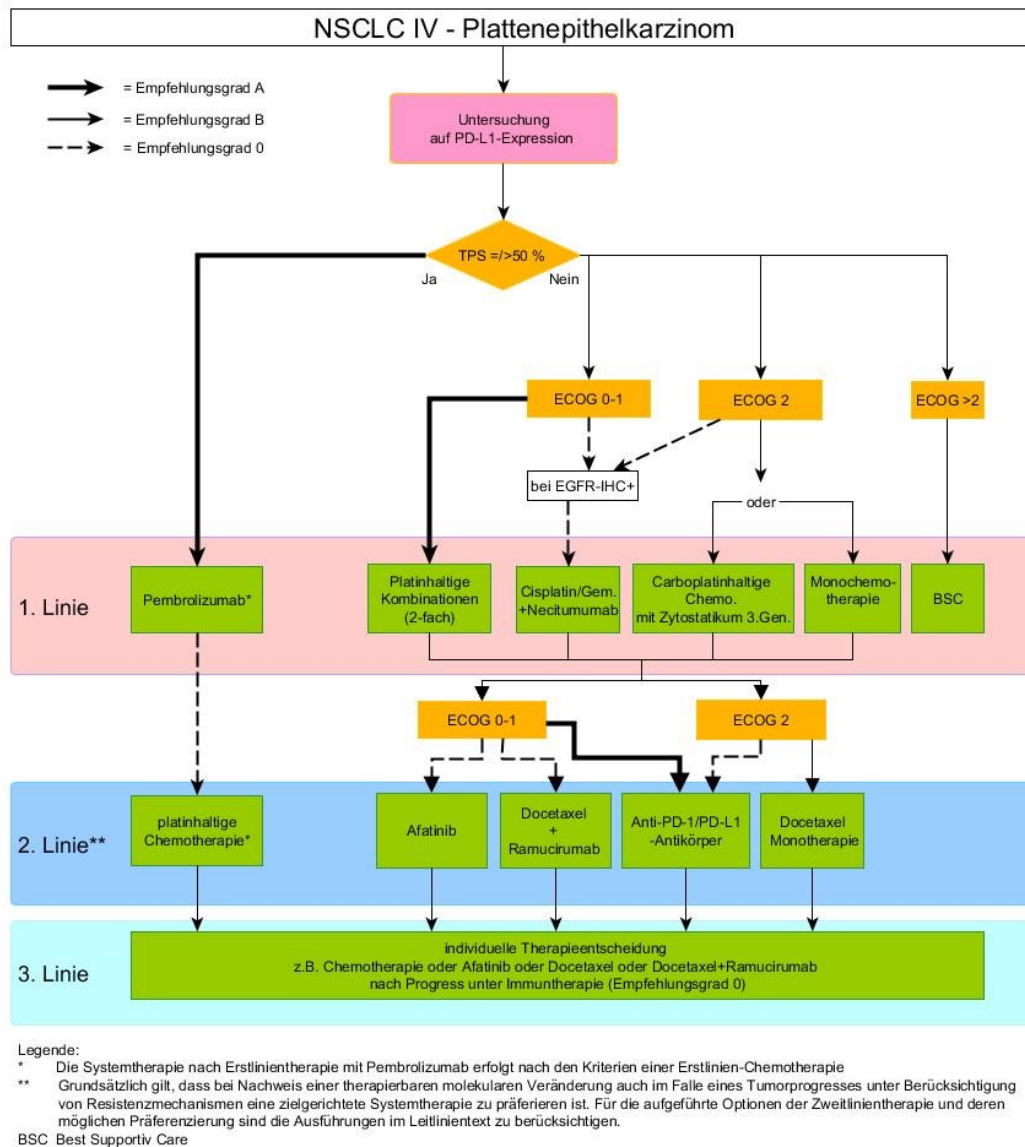 NSCLC IV - Plattenepithelkarzinom
= Empfehlungsgrad A
= Empfehlungsgrad B
= Empfehlungsgrad 0
Untersuchung
auf PD-L1-Expression
TPS =/>50 %
Ja
Nein
ECOG 0-1
ECOG 2
ECOG >2
bei EGFR-IHC+
oder
1. Linie
Pembrolizumab*
Platinhaltige
Kombinationen
(2-fach)
Cisplatin/Gem.
+Necitumumab
Carboplatinhaltige
Chemo.
mit Zytostatikum 3.Gen.
Monochemo-
therapie
BSC
ECOG 0-1
ECOG 2
2. Linie**
platinhaltige
Chemotherapie*
Afatinib
Docetaxel
+
Ramucirumab
Anti-PD-1/PD-L1
-Antikörper
Docetaxel
Monotherapie
3. Linie
individuelle Therapieentscheidung
z.B. Chemotherapie oder Afatinib oder Docetaxel oder Docetaxel+Ramucirumab
nach Progress unter Immuntherapie (Empfehlungsgrad 0)
Legende:
* Die Systemtherapie nach Erstlinientherapie mit Pembrolizumab erfolgt nach den Kriterien einer Erstlinien-Chemotherapie
** Grundsätzlich gilt, dass bei Nachweis einer therapierbaren molekularen Veränderung auch im Falle eines Tumorprogresses unter Berücksichtigung
von Resistenzmechanismen eine zielgerichtete Systemtherapie zu präferieren ist. Für die aufgeführte Optionen der Zweitlinientherapie und deren
möglichen Präferenzierung sind die Ausführungen im Leitlinientext zu berücksichtigen.
BSC Best Supportiv Care